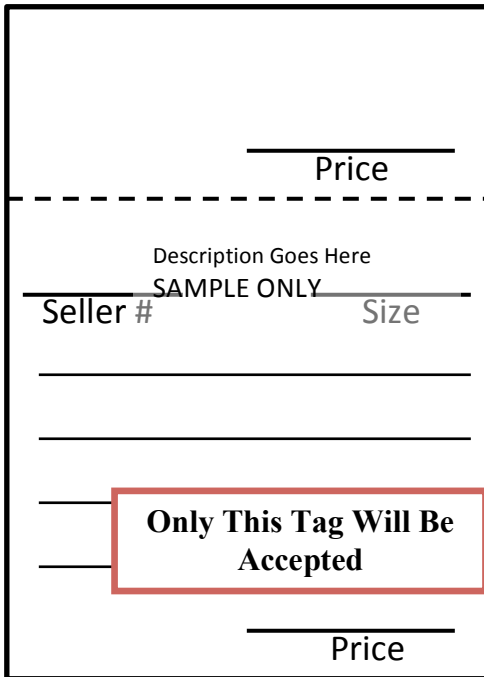 Price
Description Goes Here
SAMPLE ONLY
Seller # Size
Only This Tag Will Be
Accepted
Price